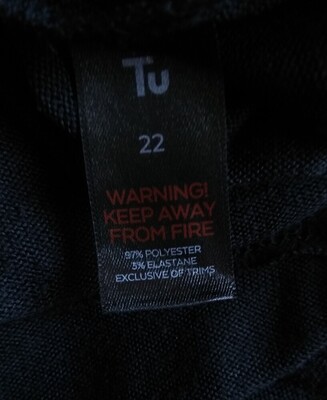 Tu
22
WARNING!
KEEP AWAY
FROM FIRE
97% POLYESTER
3% ELASTANE
EXCLUSIVE OF TRIMS